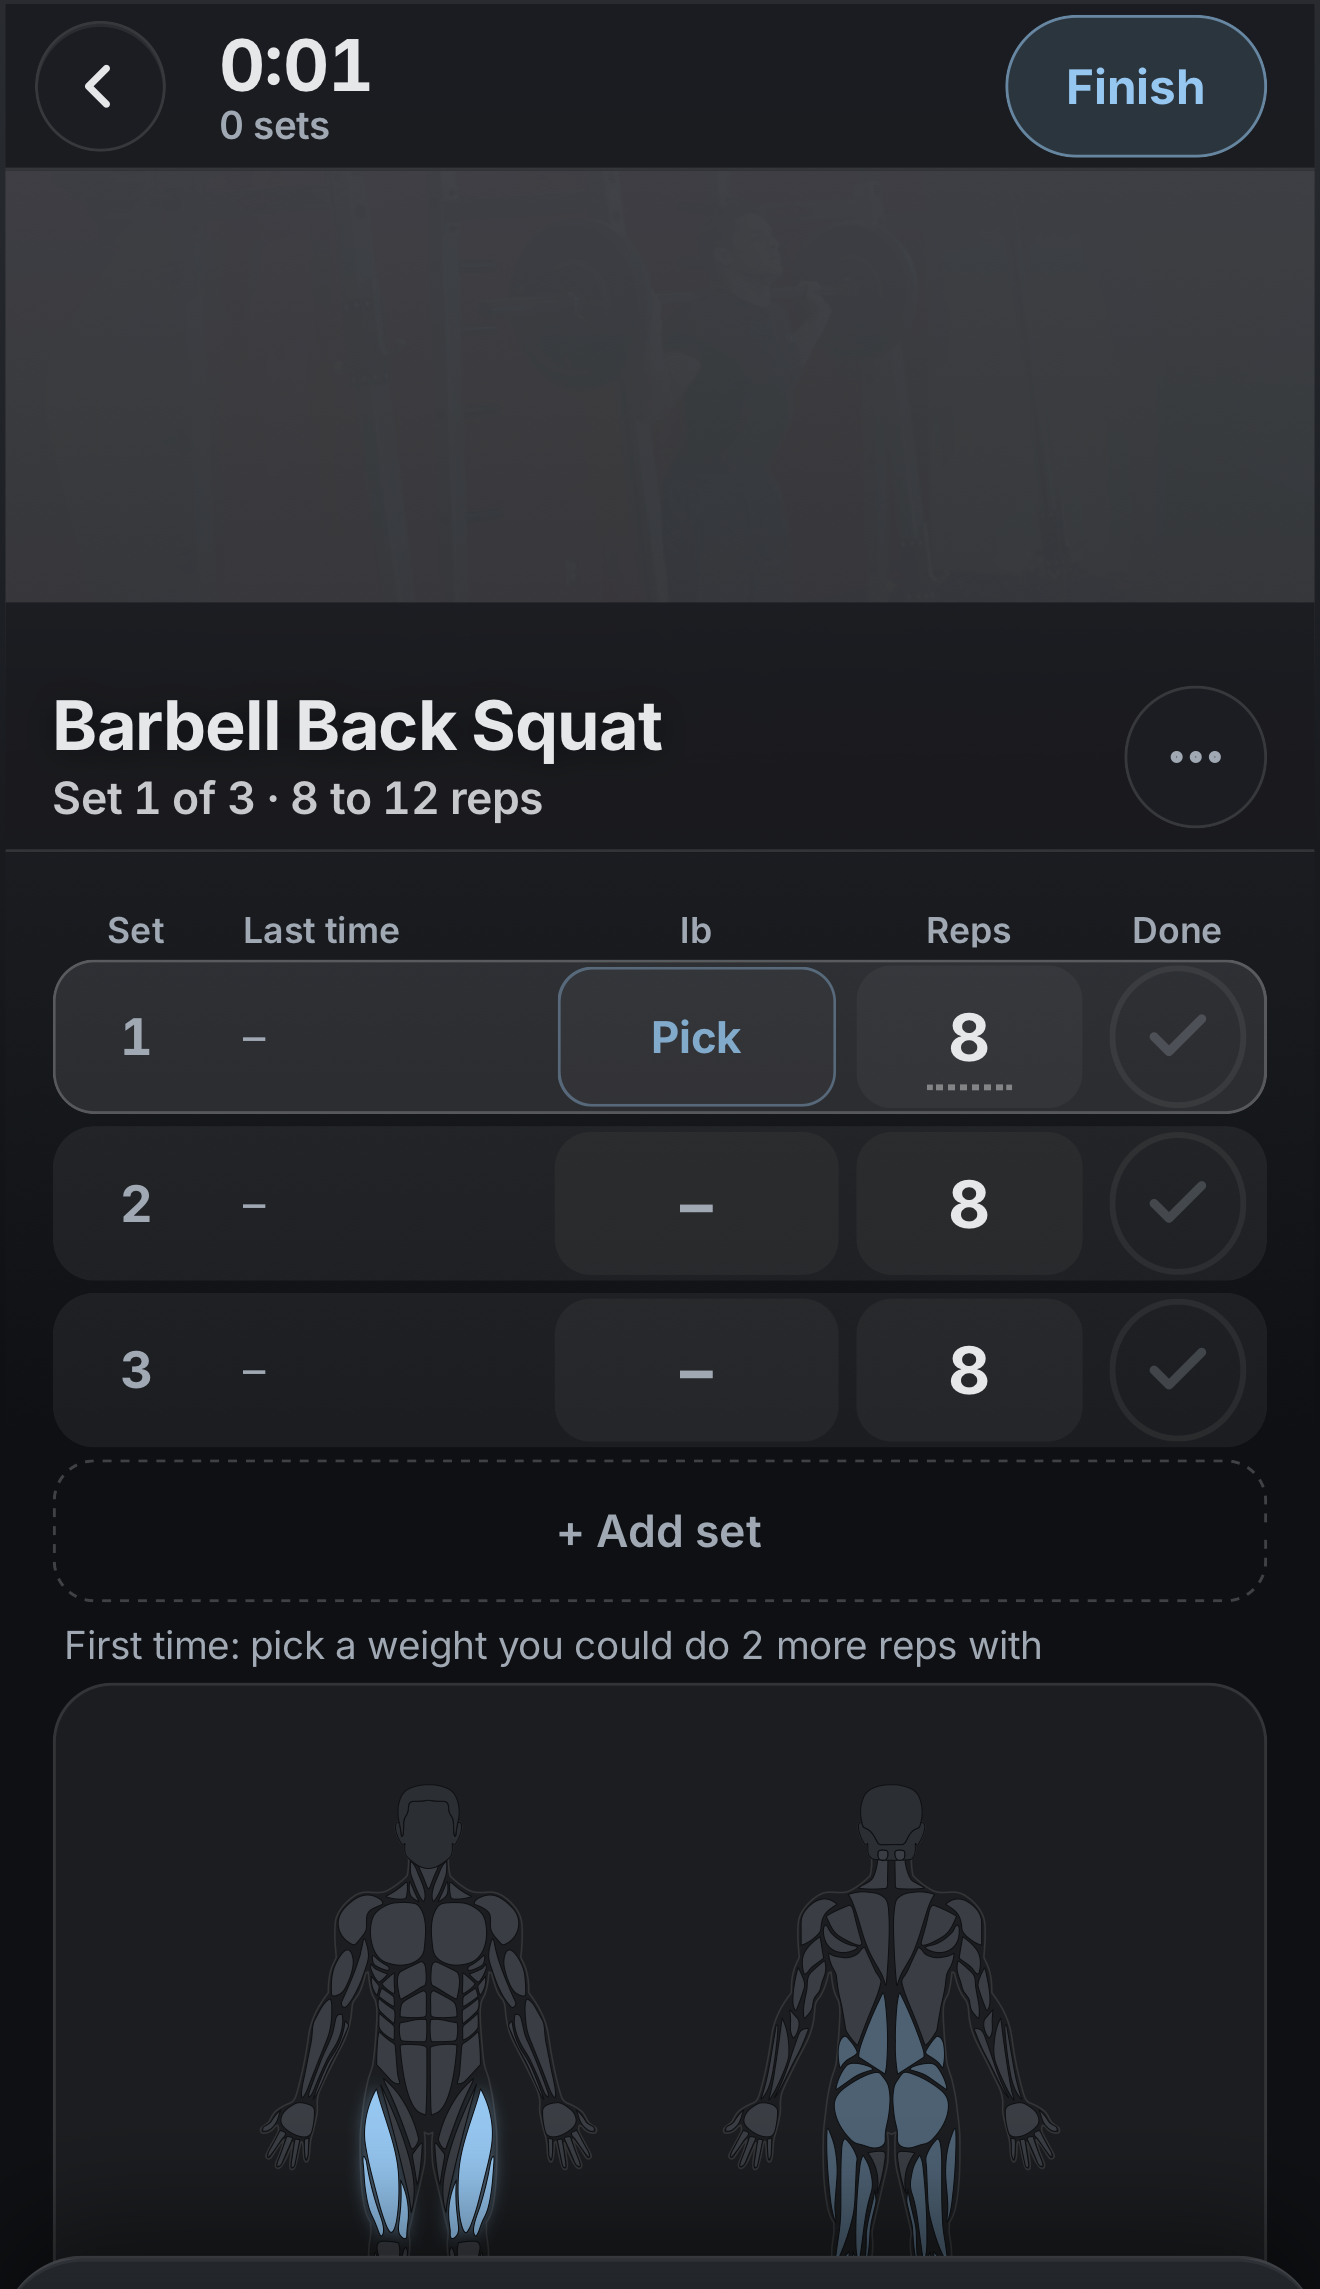 0:01
0 sets
Finish
Barbell Back Squat
Set 1 of 3 · 8 to 12 reps
Set Last time lb Reps Done
1 – Pick 8
2 – – 8
3 – – 8
+ Add set
First time: pick a weight you could do 2 more reps with